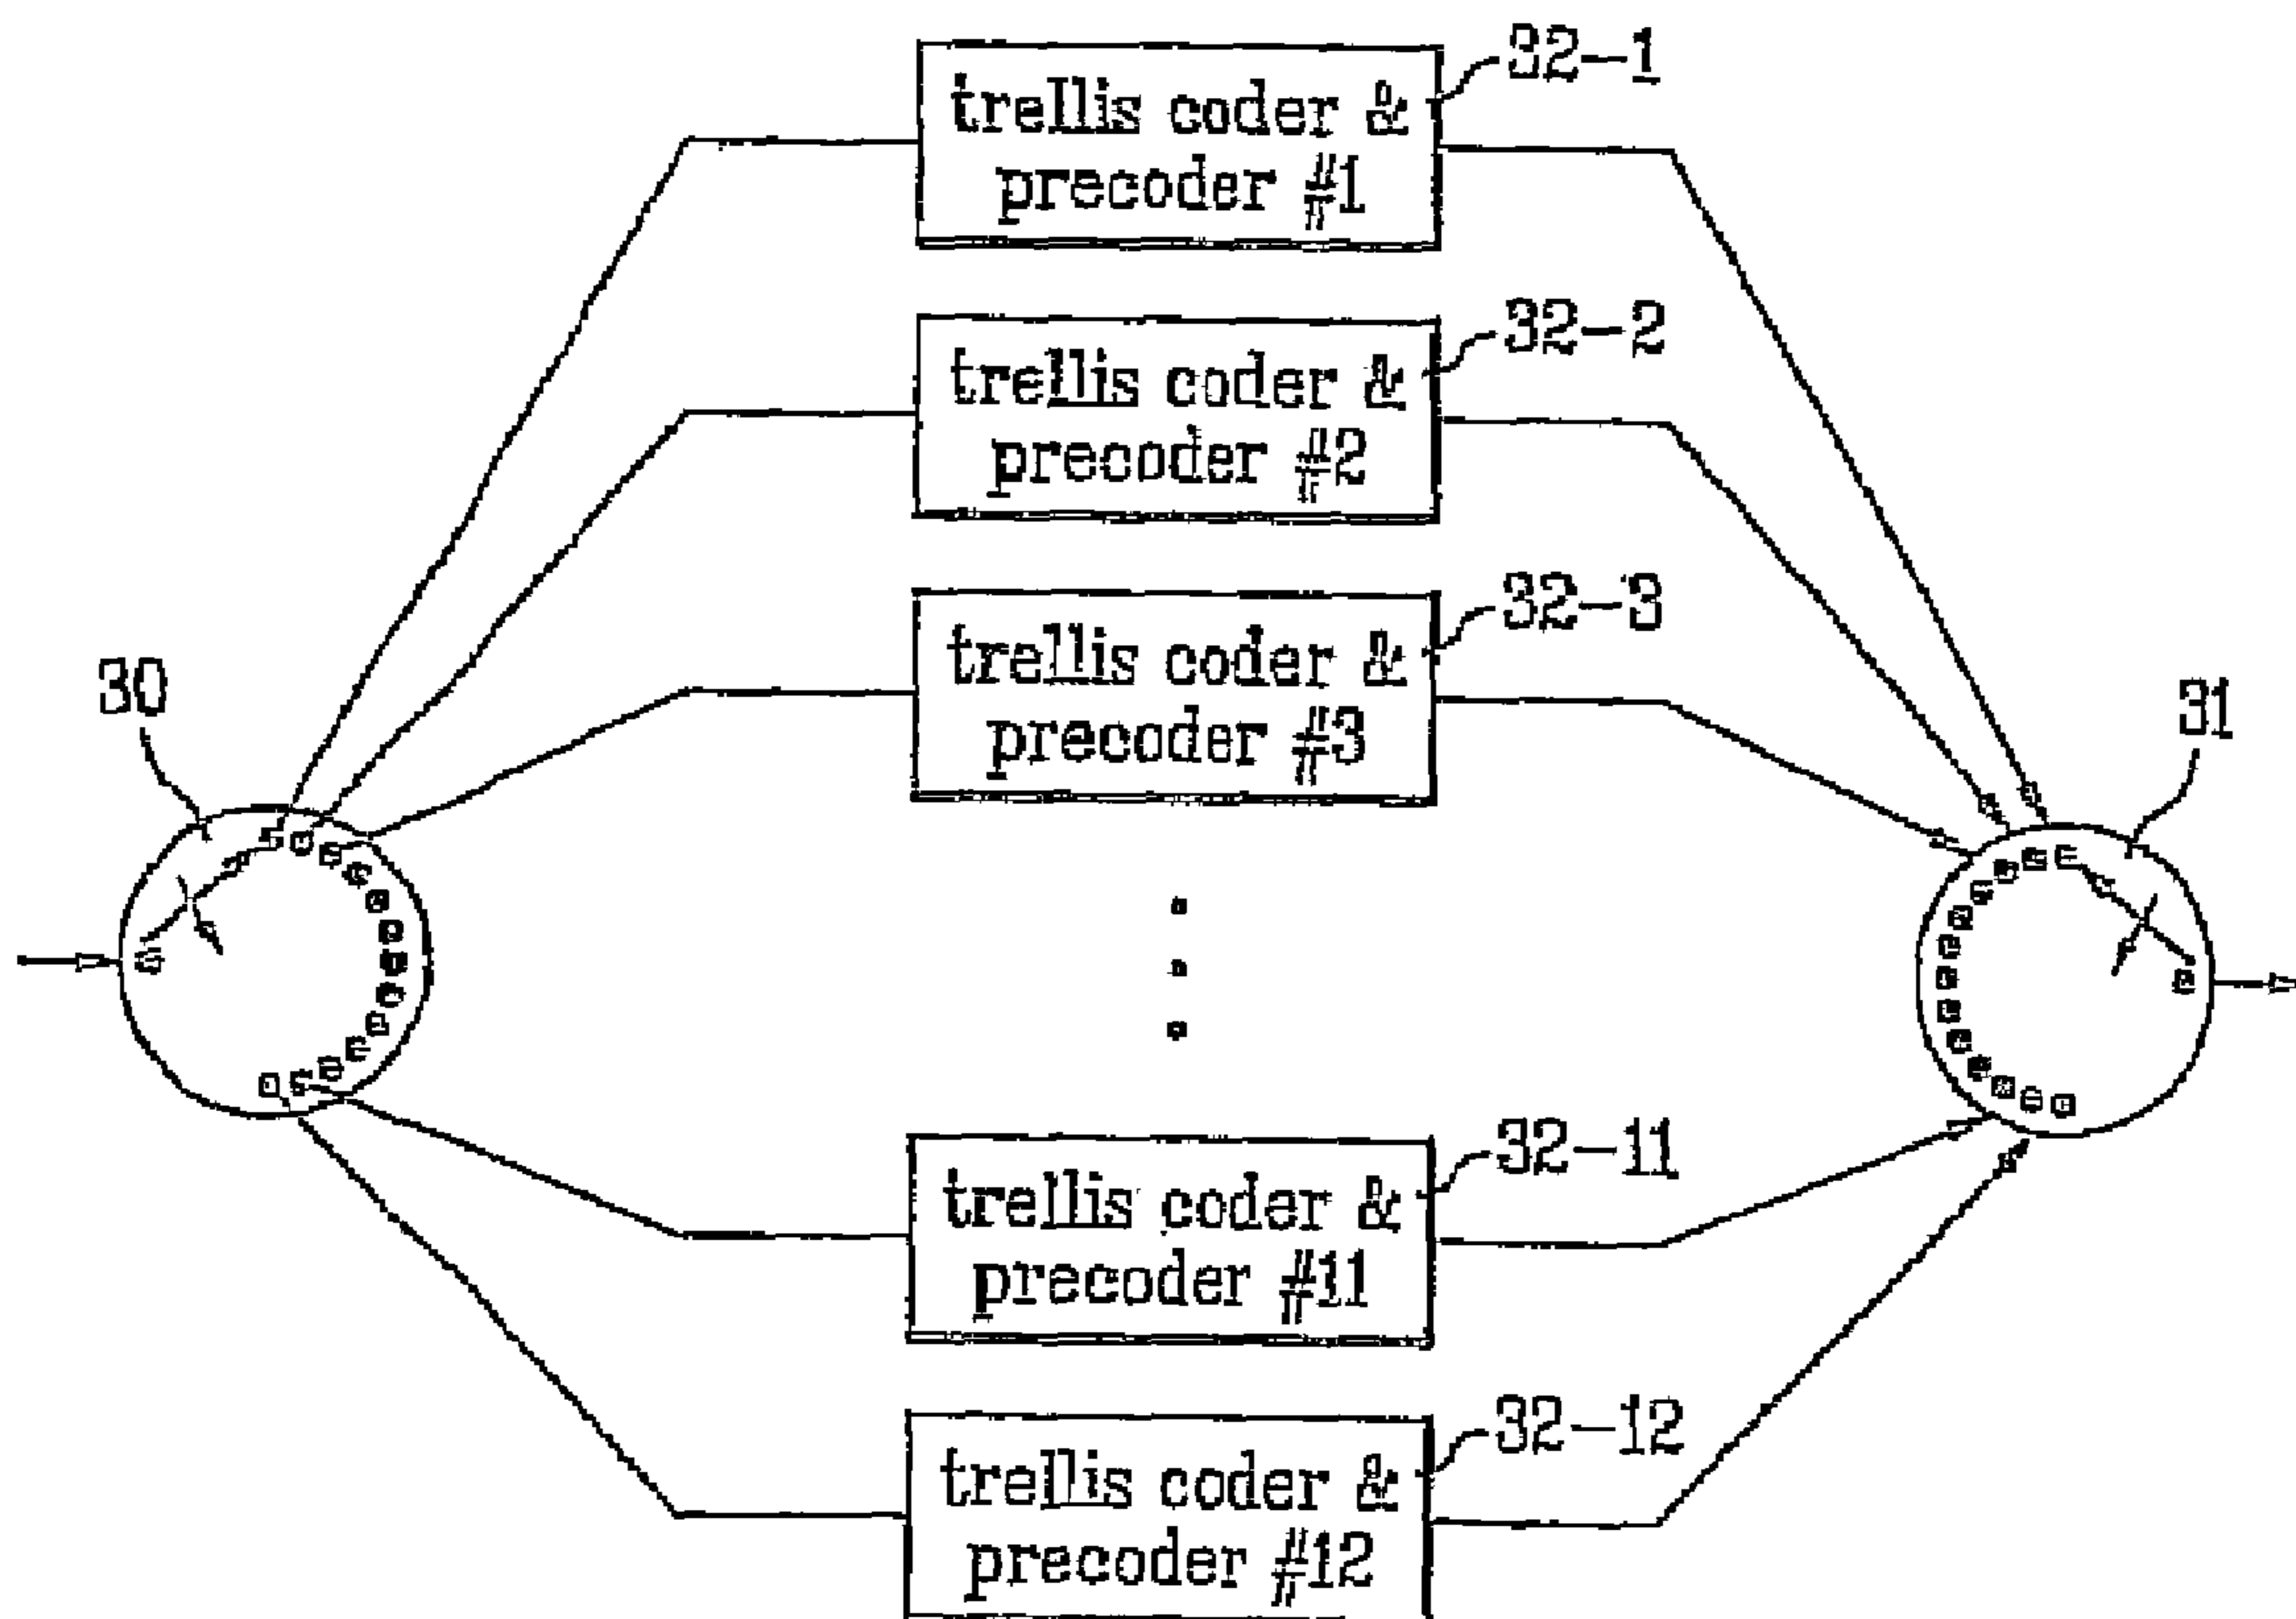 32-1
trellis coder &
precoder #1
32-2
trellis coder &
precoder #2
32-3
trellis coder &
precoder #3
30
31
32-11
trellis coder &
precoder #11
32-12
trellis coder &
precoder #12